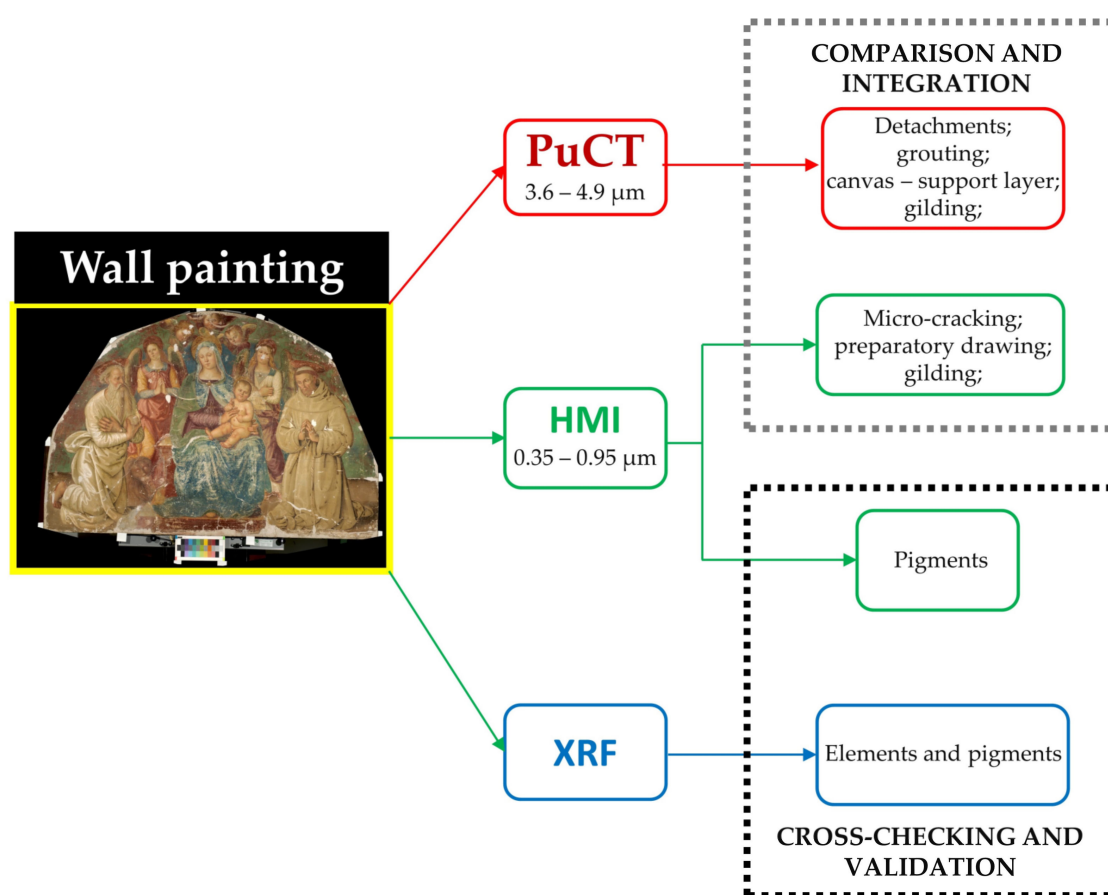 COMPARISON AND
INTEGRATION
PuCT
3.6 – 4.9 µm
Detachments;
grouting;
canvas – support layer;
gilding;
Wall painting
HMI
0.35 – 0.95 µm
Micro-cracking;
preparatory drawing;
gilding;
Pigments
XRF
Elements and pigments
CROSS-CHECKING AND
VALIDATION